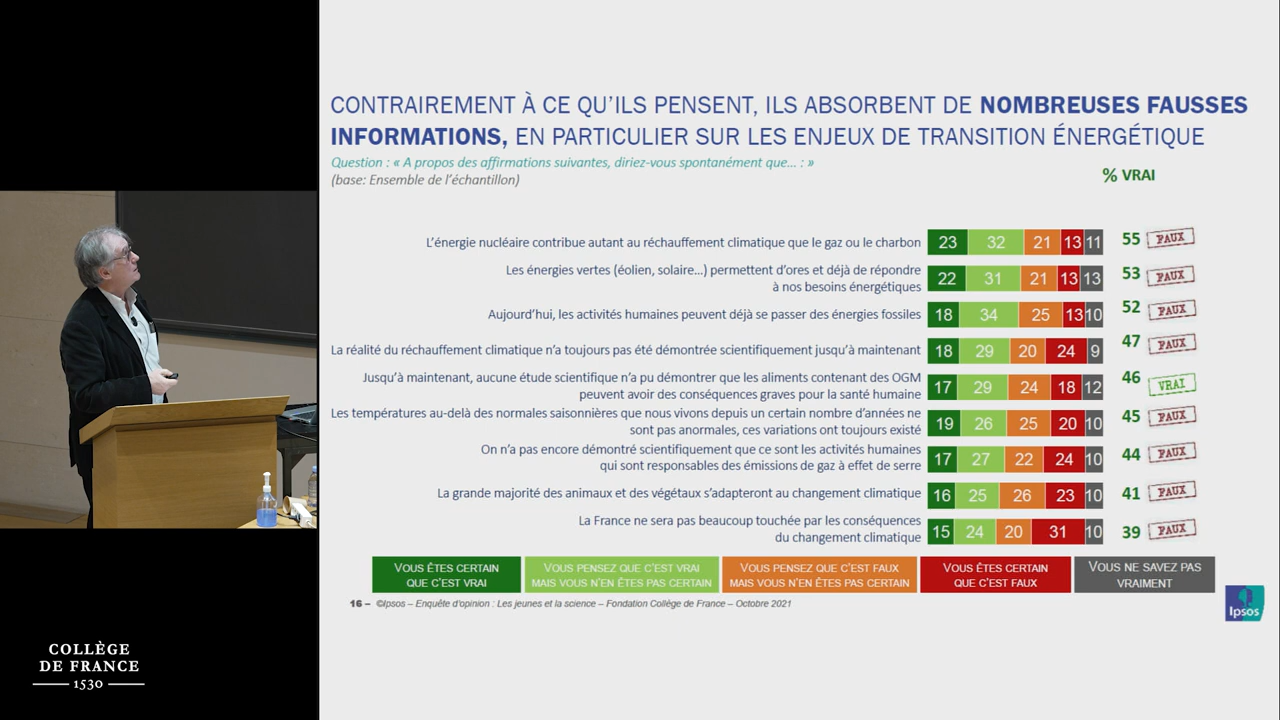 CONTRAIREMENT À CE QU'ILS PENSENT, ILS ABSORBENT DE NOMBREUSES FAUSSES
INFORMATIONS, EN PARTICULIER SUR LES ENJEUX DE TRANSITION ÉNERGÉTIQUE
Question : « A propos des affirmations suivantes, diriez-vous spontanément que... : »
(base: Ensemble de l'échantillon)
% VRAI
L'énergie nucléaire contribue autant au réchauffement climatique que le gaz ou le charbon 23 32 21 13 11 55 FAUX
Les énergies vertes (éolien, solaire...) permettent d'ores et déjà de répondre
à nos besoins énergétiques 22 31 21 13 13 53 FAUX
Aujourd'hui, les activités humaines peuvent déjà se passer des énergies fossiles 18 34 25 13 10 52 FAUX
La réalité du réchauffement climatique n'a toujours pas été démontrée scientifiquement jusqu'à maintenant 18 29 20 24 9 47 FAUX
Jusqu'à maintenant, aucune étude scientifique n'a pu démontrer que les aliments contenant des OGM
peuvent avoir des conséquences graves pour la santé humaine 17 29 24 18 12 46 VRAI
Les températures au-delà des normales saisonnières que nous vivons depuis un certain nombre d'années ne
sont pas anormales, ces variations ont toujours existé 19 26 25 20 10 45 FAUX
On n'a pas encore démontré scientifiquement que ce sont les activités humaines
qui sont responsables des émissions de gaz à effet de serre 17 27 22 24 10 44 FAUX
La grande majorité des animaux et des végétaux s'adapteront au changement climatique 16 25 26 23 10 41 FAUX
La France ne sera pas beaucoup touchée par les conséquences
du changement climatique 15 24 20 31 10 39 FAUX
VOUS ÊTES CERTAIN
QUE C'EST VRAI
VOUS PENSEZ QUE C'EST VRAI
MAIS VOUS N'EN ÊTES PAS CERTAIN
VOUS PENSEZ QUE C'EST FAUX
MAIS VOUS N'EN ÊTES PAS CERTAIN
VOUS ÊTES CERTAIN
QUE C'EST FAUX
VOUS NE SAVEZ PAS
VRAIMENT
16 – ©Ipsos – Enquête d'opinion : Les jeunes et la science – Fondation Collège de France – Octobre 2021
Ipsos
COLLÈGE
DE FRANCE
1530